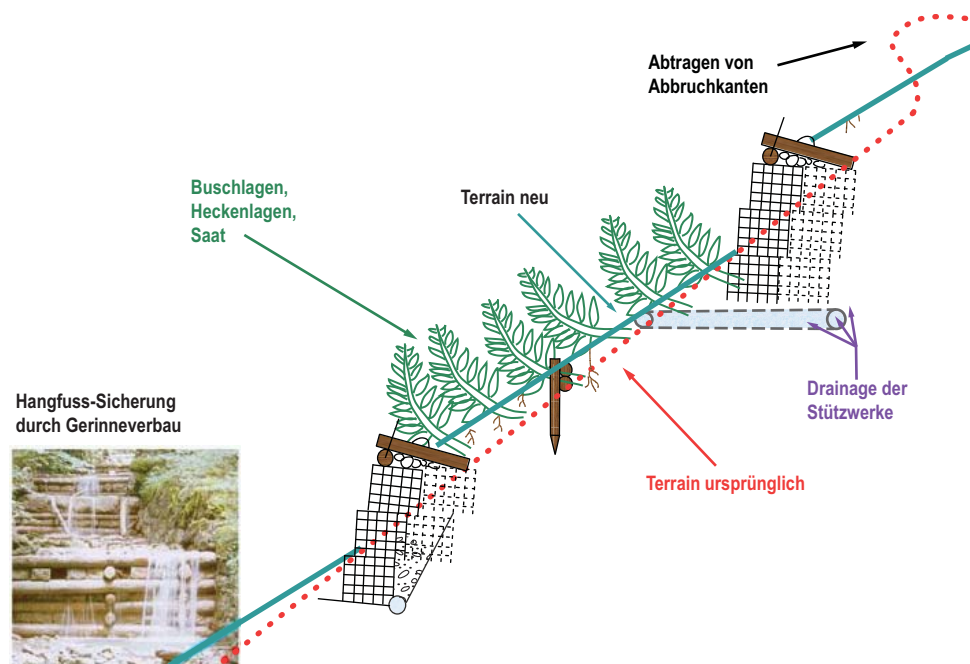 Abtragen von
Abbruchkanten
Buschlagen,
Heckenlagen,
Saat
Terrain neu
Drainage der
Stützwerke
Hangfuss-Sicherung
durch Gerinneverbau
Terrain ursprünglich